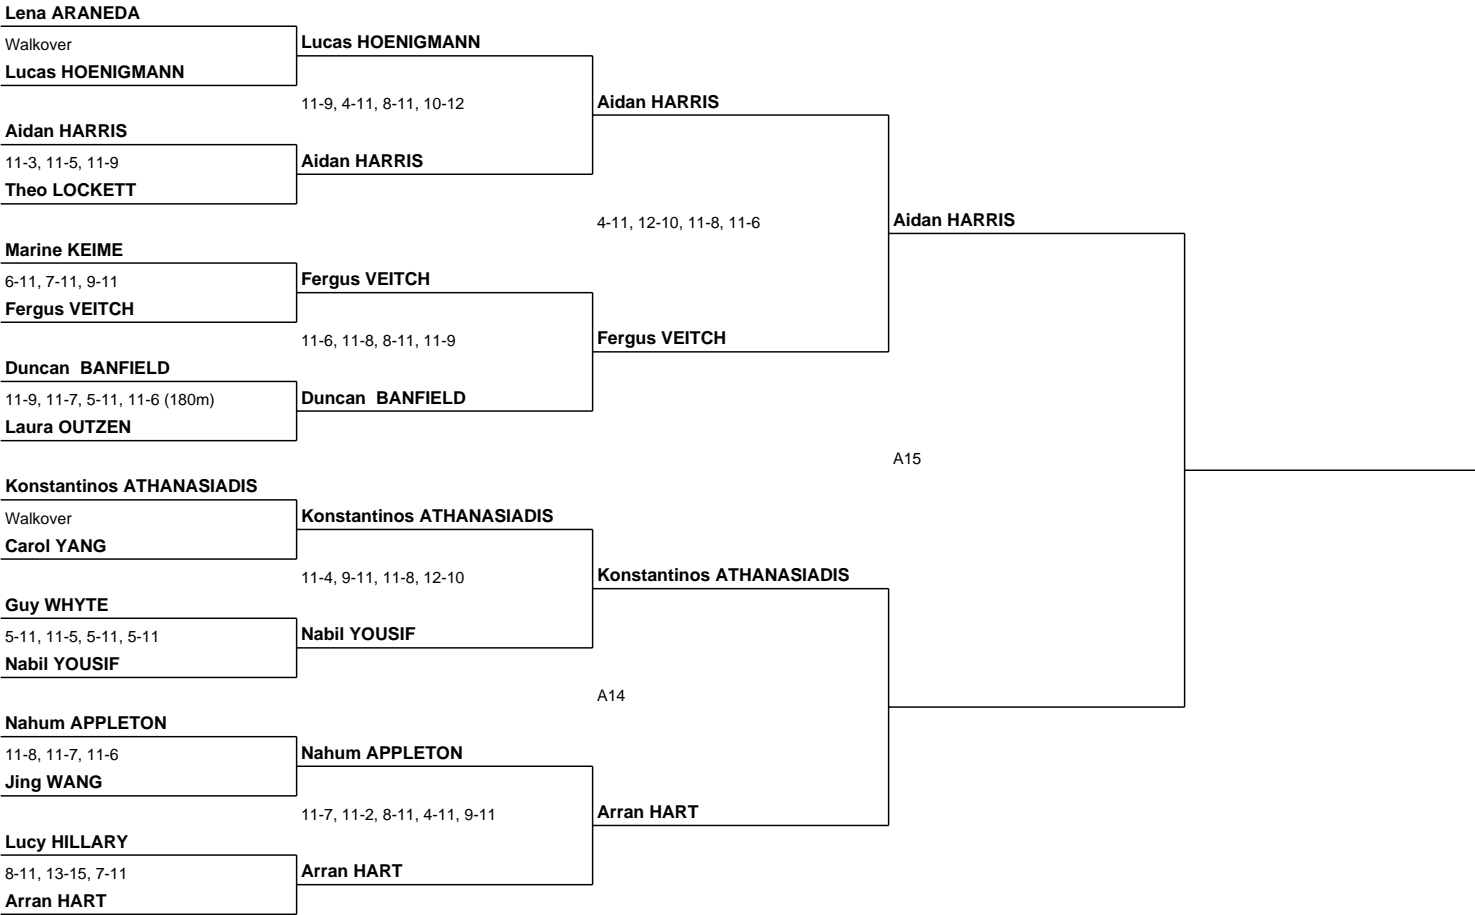 Lena ARANEDA
Walkover
Lucas HOENIGMANN
Aidan HARRIS
11-3, 11-5, 11-9
Theo LOCKETT
Marine KEIME
6-11, 7-11, 9-11
Fergus VEITCH
Duncan  BANFIELD
11-9, 11-7, 5-11, 11-6 (180m)
Laura OUTZEN
Konstantinos ATHANASIADIS
Walkover
Carol YANG
Guy WHYTE
5-11, 11-5, 5-11, 5-11
Nabil YOUSIF
Nahum APPLETON
11-8, 11-7, 11-6
Jing WANG
Lucy HILLARY
8-11, 13-15, 7-11
Arran HART
Lucas HOENIGMANN
11-9, 4-11, 8-11, 10-12
Aidan HARRIS
Fergus VEITCH
11-6, 11-8, 8-11, 11-9
Duncan  BANFIELD
Konstantinos ATHANASIADIS
11-4, 9-11, 11-8, 12-10
Nabil YOUSIF
Nahum APPLETON
11-7, 11-2, 8-11, 4-11, 9-11
Arran HART
Aidan HARRIS
4-11, 12-10, 11-8, 11-6
Fergus VEITCH
Konstantinos ATHANASIADIS
A14
Arran HART
Aidan HARRIS
A15